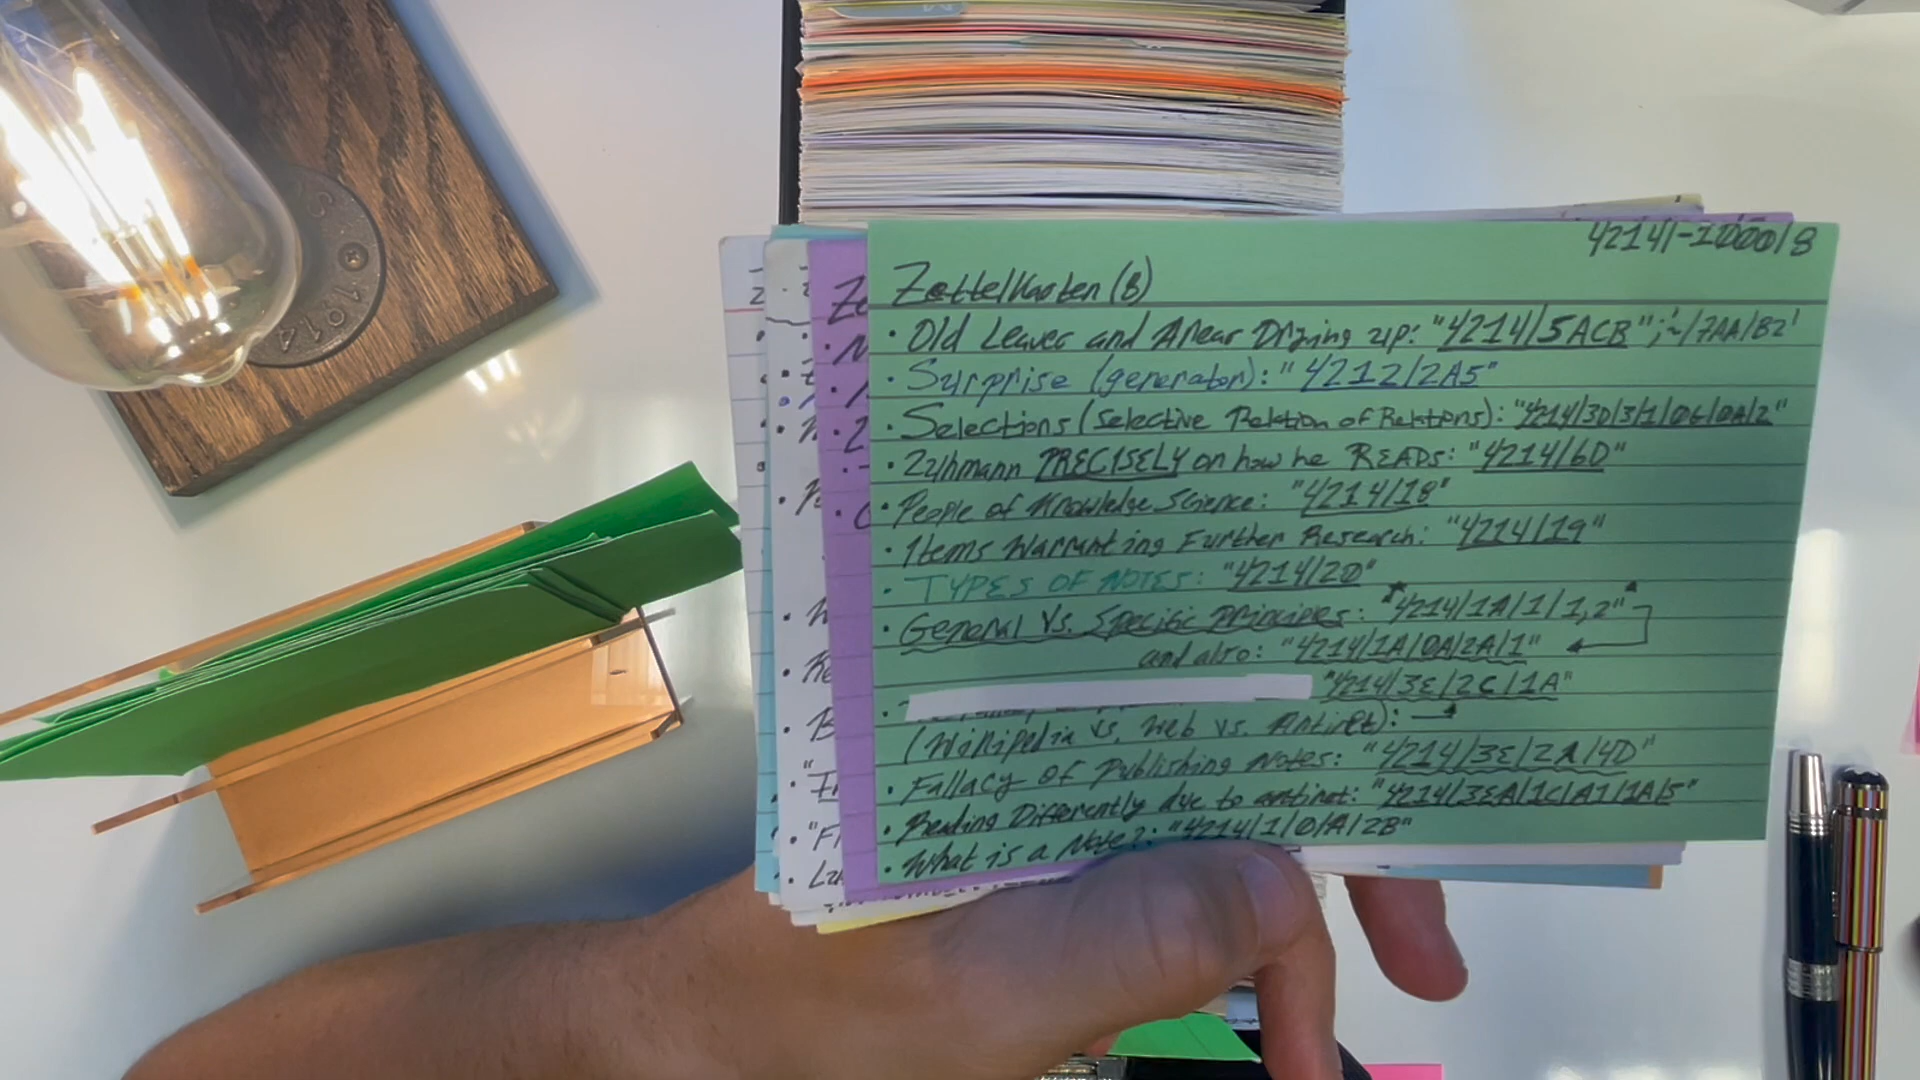 4214/-1000/8
Zettelkasten (8)
• Old Leaves and Areas Drying up: "4214/5ACB"; '~/7AA/B2'
• Surprise (generator): "4212/2A5"
• Selections (Selective Relation of Relations): "4214/3D/3/1/0G/0A/2"
• Luhmann PRECISELY on how he READS: "4214/6D"
• People of Knowledge Science: "4214/18"
• Items Warranting Further Research: "4214/19"
• TYPES OF NOTES: "4214/20"
• General Vs. Specific Principles: "4214/1A/1/1,2"
and also: "4214/1A/0A/2A/1"
• "4214/3E/2C/1A"
(Wikipedia vs. Web vs. Antinet):
• Fallacy of Publishing Notes: "4214/3E/2A/4D"
• Reading Differently due to antinet: "4214/3EA/1C/A1/1A/5"
• What is a Note?: "4214/1/0/A/2B"
1014